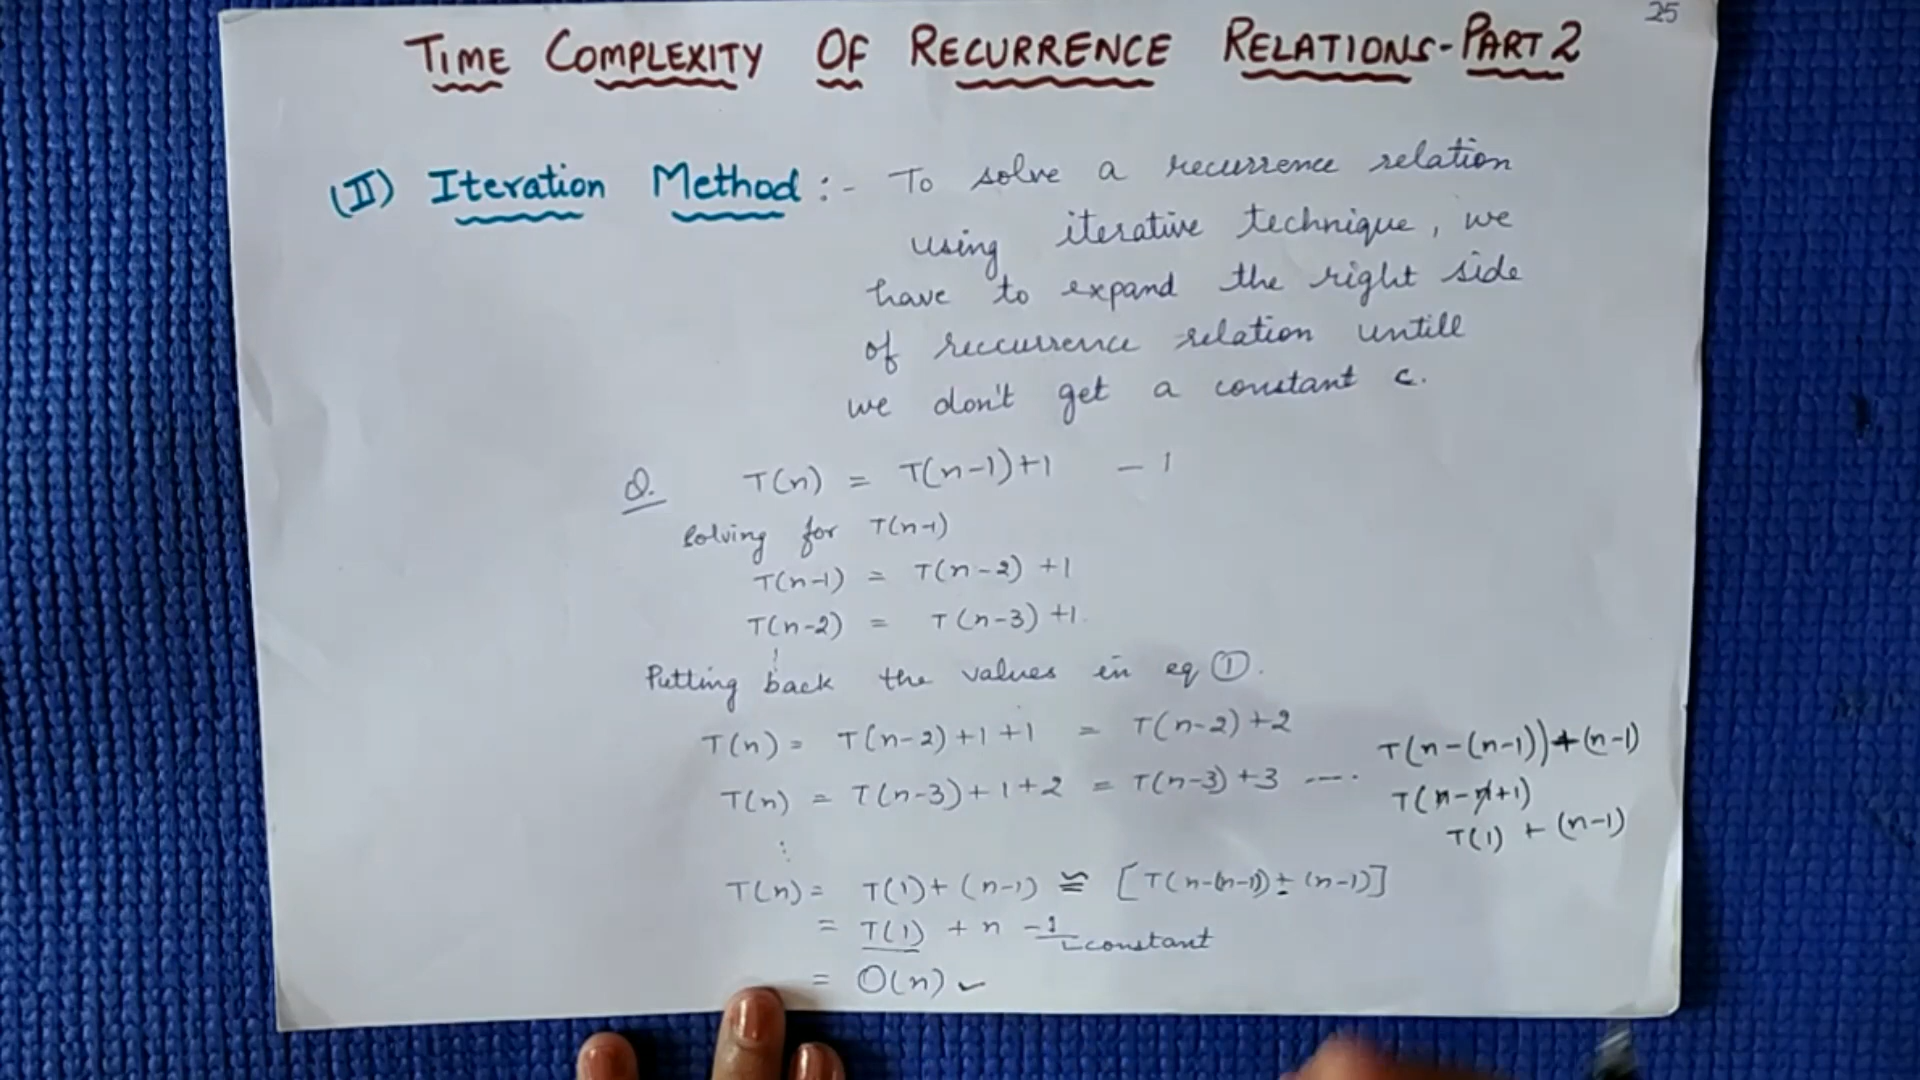 25
TIME COMPLEXITY OF RECURRENCE RELATIONS-PART 2
(II) Iteration Method :- To solve a recurrence relation
using iterative technique, we
have to expand the right side
of reccurrence relation untill
we don't get a constant c.
Q. T(n) = T(n-1)+1 - 1
Solving for T(n-1)
T(n-1) = T(n-2) +1
T(n-2) = T(n-3) +1
Putting back the values in eq ①.
T(n) = T(n-2)+1+1 = T(n-2)+2
T(n) = T(n-3)+1+2 = T(n-3)+3 ----
T(n-(n-1))+(n-1)
T(n-n+1)
T(1) + (n-1)
⋮
T(n) = T(1)+(n-1) ≌ [T(n-(n-1))+(n-1)]
= T(1) + n -1 constant
= O(n) ✓